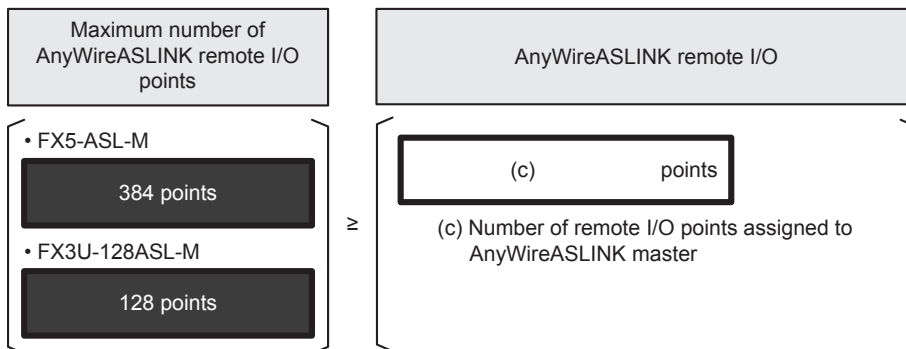 Maximum number of
AnyWireASLINK remote I/O
points
AnyWireASLINK remote I/O
• FX5-ASL-M
384 points
• FX3U-128ASL-M
128 points
≥
(c) points
(c) Number of remote I/O points assigned to
AnyWireASLINK master